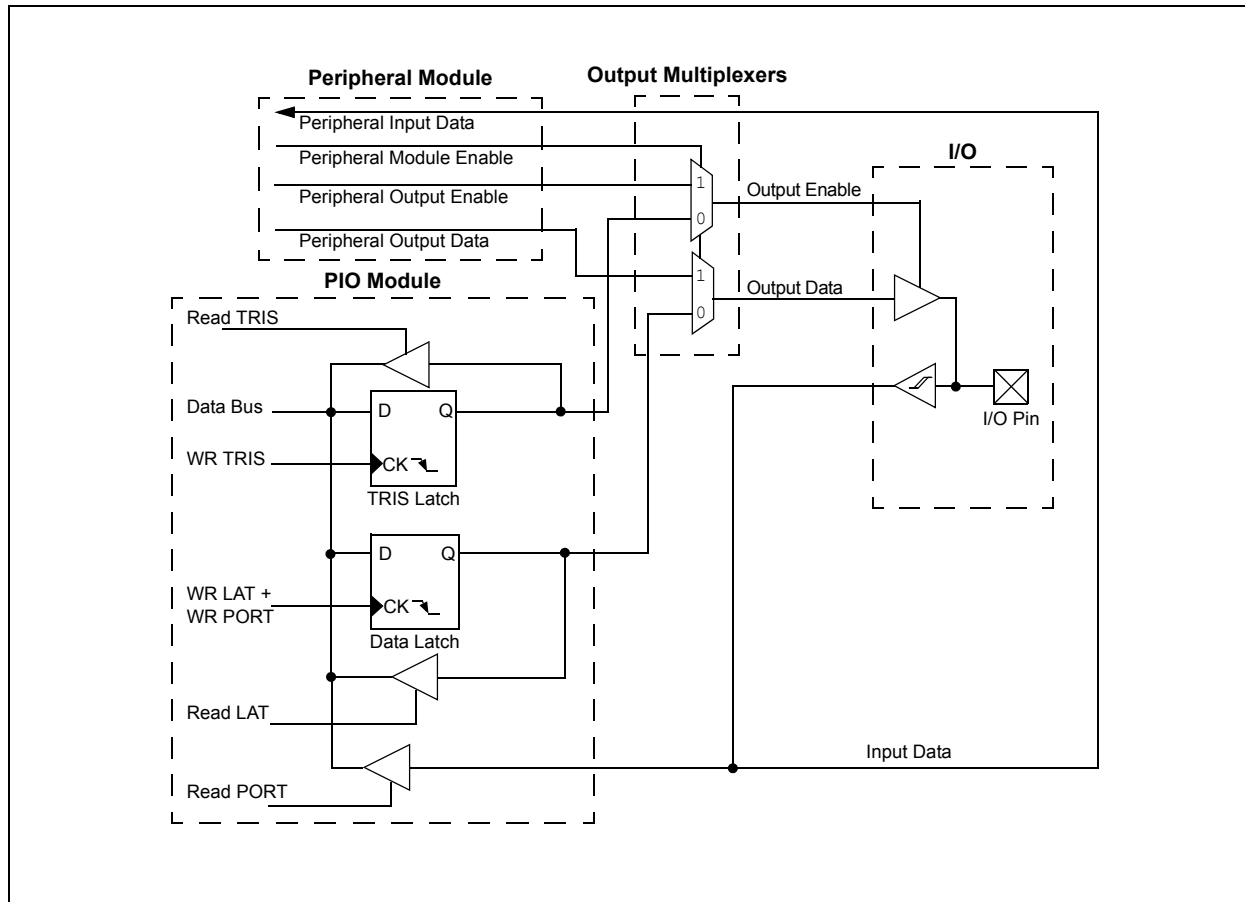 Peripheral Module
Output Multiplexers
Peripheral Input Data
Peripheral Module Enable
I/O
Peripheral Output Enable
1
Output Enable
0
Peripheral Output Data
PIO Module
1
Output Data
0
Read TRIS
Data Bus
D
Q
I/O Pin
WR TRIS
CK
TRIS Latch
D
Q
WR LAT +
WR PORT
CK
Data Latch
Read LAT
Input Data
Read PORT